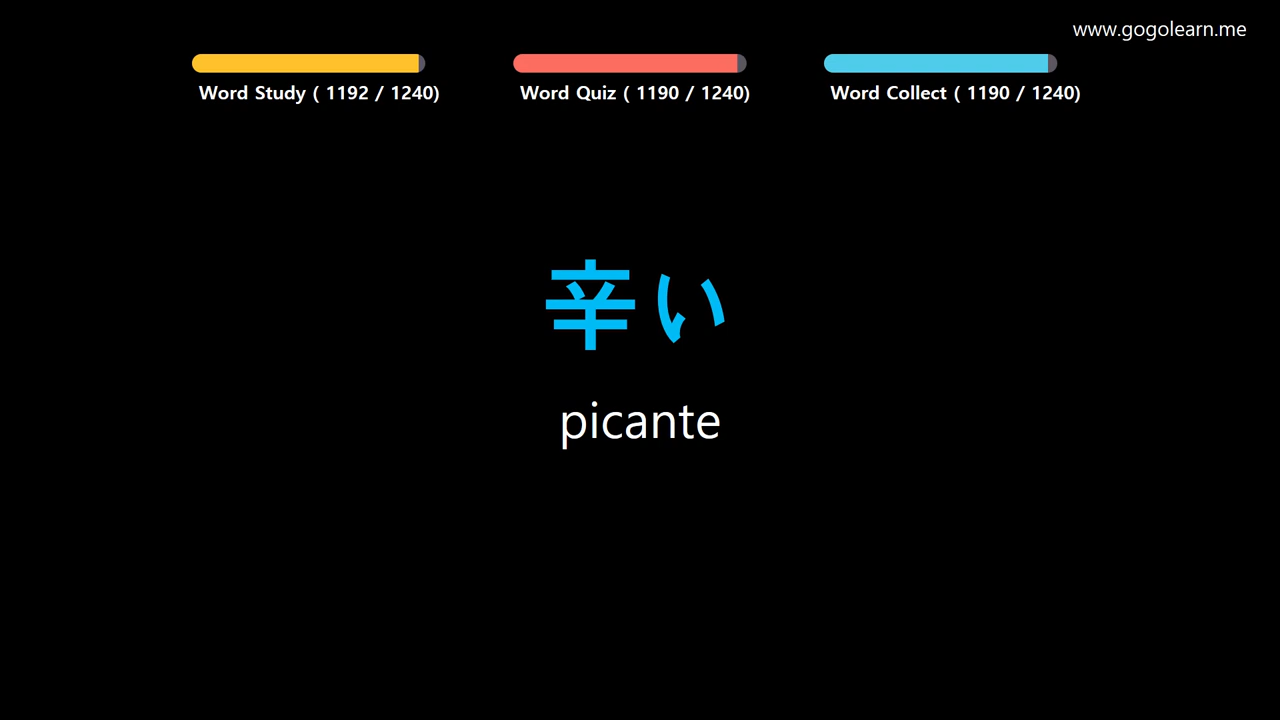 www.gogolearn.me
Word Study ( 1192 / 1240)
Word Quiz ( 1190 / 1240)
Word Collect ( 1190 / 1240)
辛い
picante